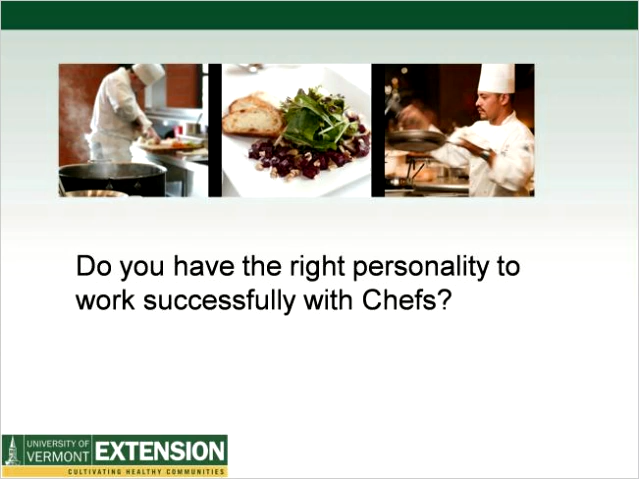 Do you have the right personality to
work successfully with Chefs?
UNIVERSITY OF
VERMONT EXTENSION
CULTIVATING HEALTHY COMMUNITIES